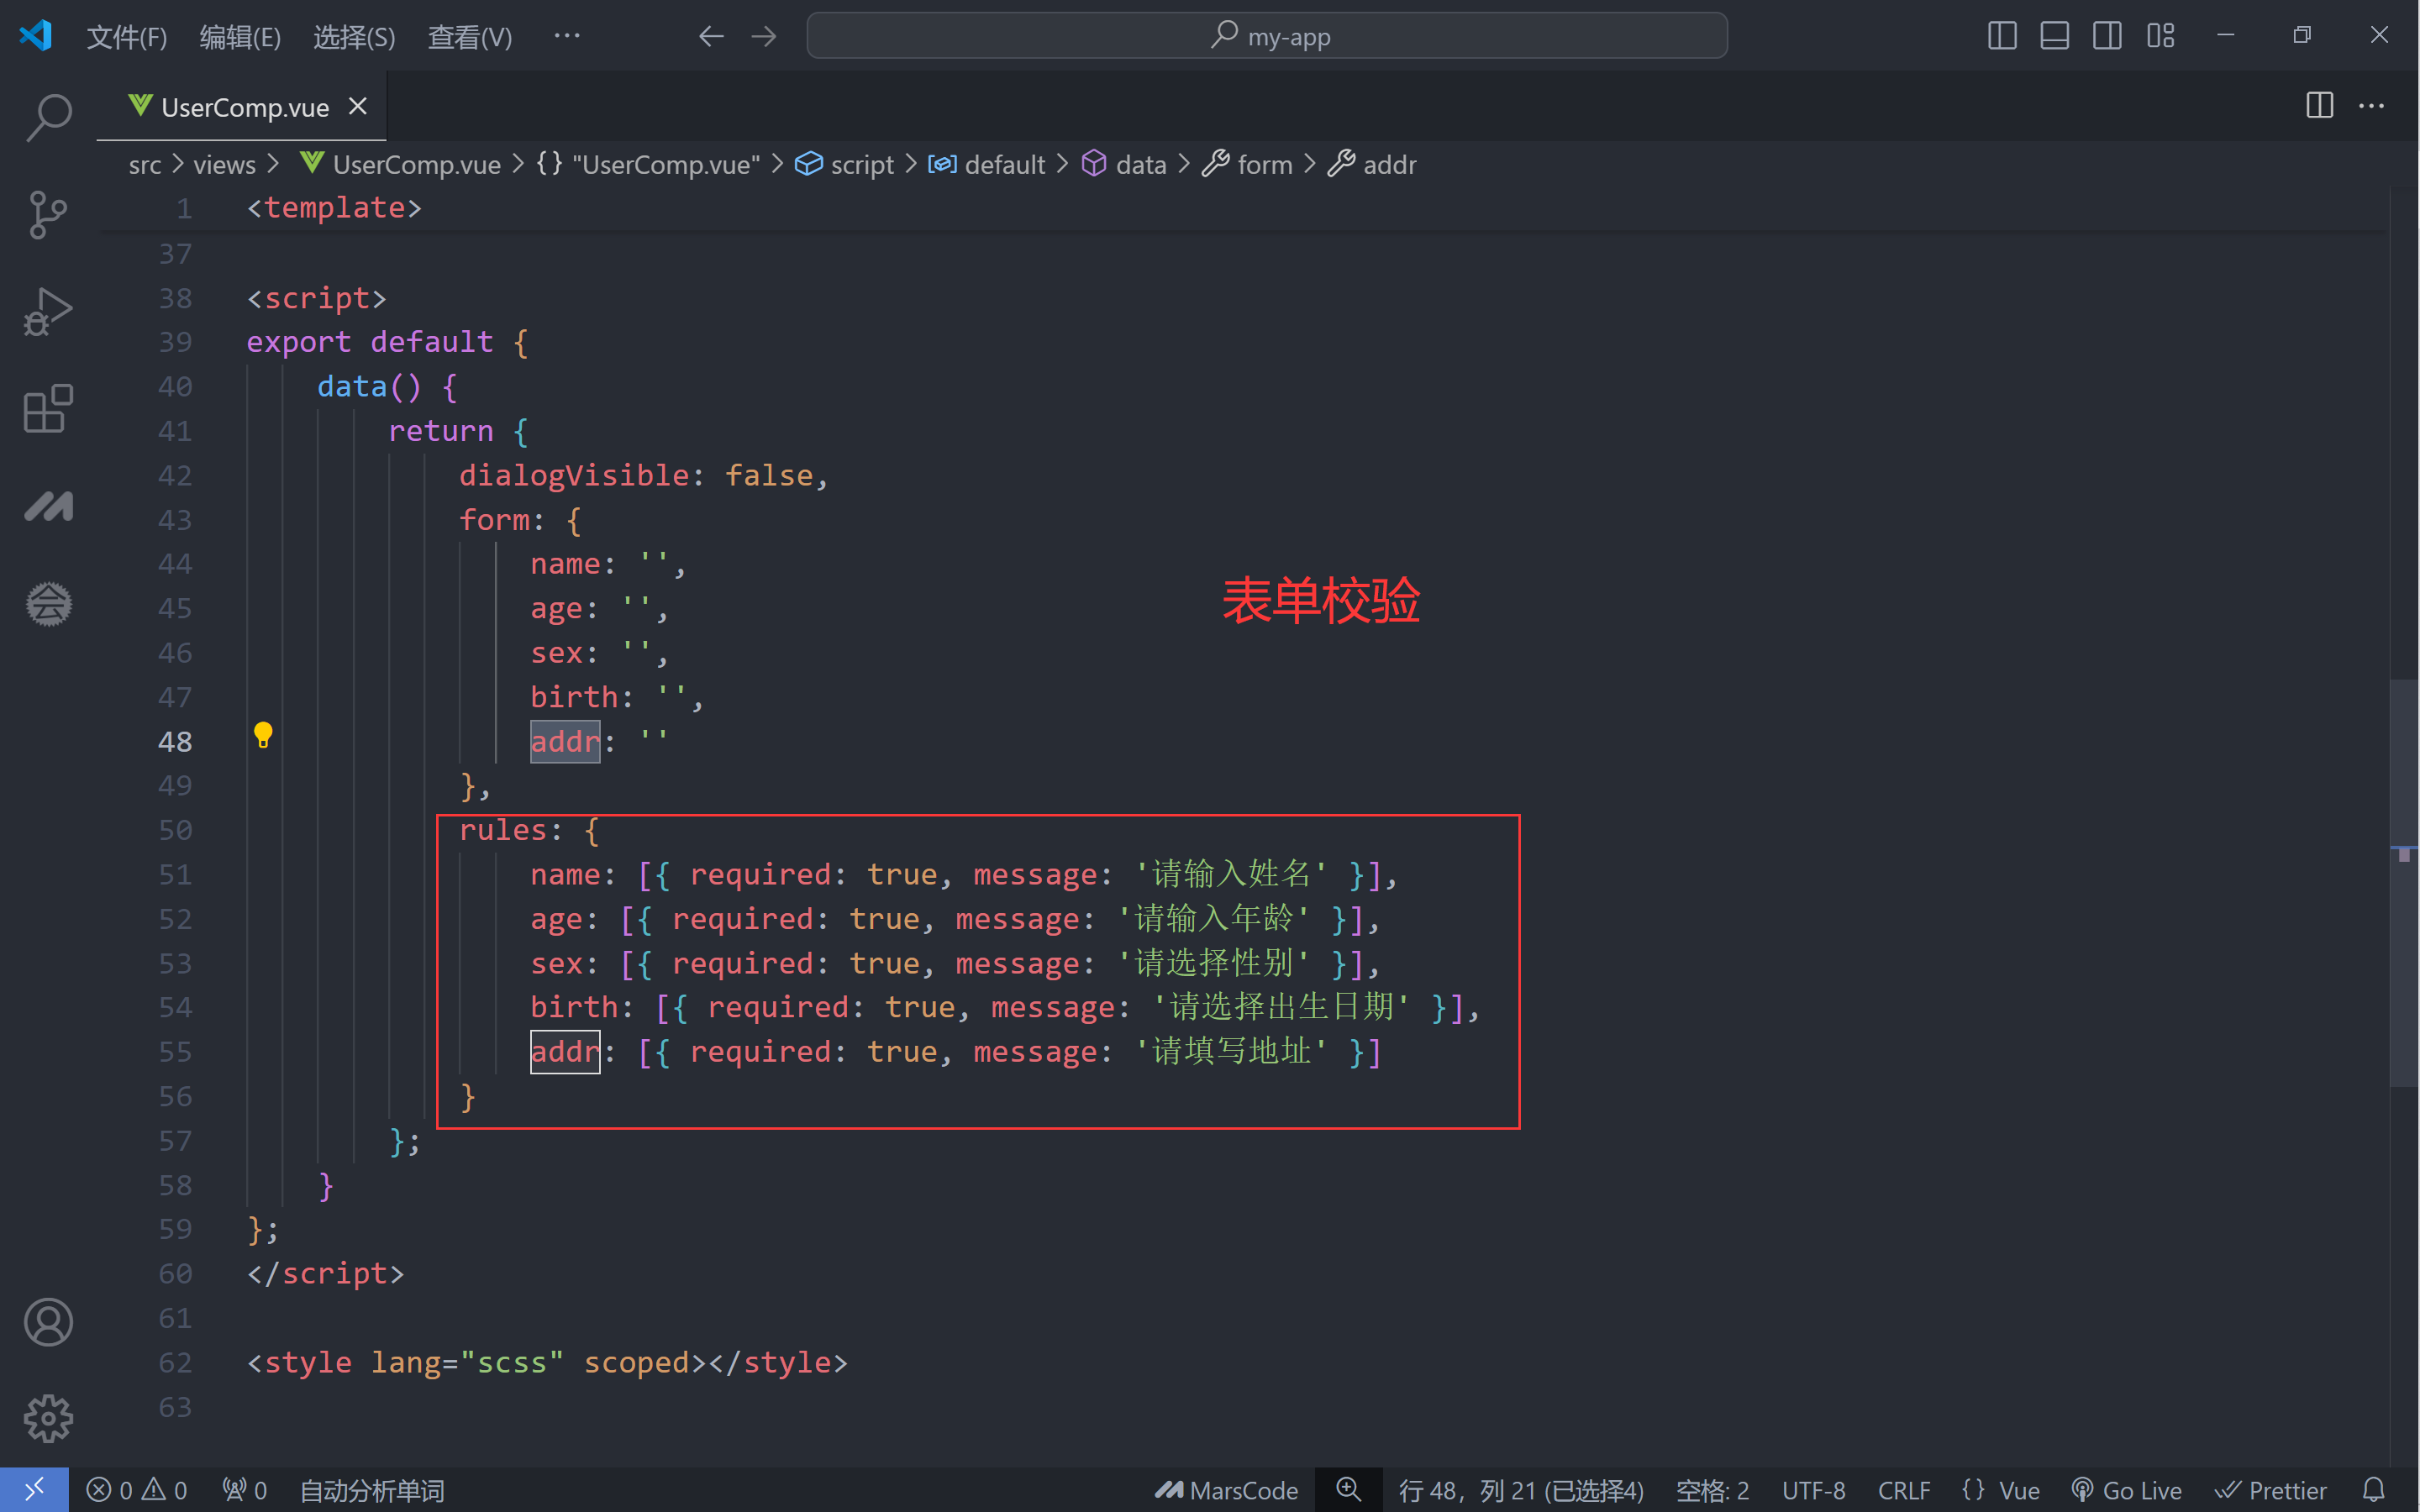 文件(F) 编辑(E) 选择(S) 查看(V) ··· my-app
UserComp.vue
src > views > UserComp.vue > {} "UserComp.vue" > script > default > data > form > addr
1 <template>
37
38 <script>
39 export default {
40 data() {
41 return {
42 dialogVisible: false,
43 form: {
44 name: '',
45 age: '',
46 sex: '',
表单校验
47 birth: '',
48 addr: ''
49 },
50 rules: {
51 name: [{ required: true, message: '请输入姓名' }],
52 age: [{ required: true, message: '请输入年龄' }],
53 sex: [{ required: true, message: '请选择性别' }],
54 birth: [{ required: true, message: '请选择出生日期' }],
55 addr: [{ required: true, message: '请填写地址' }]
56 }
57 };
58 }
59 };
60 </script>
61
62 <style lang="scss" scoped></style>
63
会
0 0 0 自动分析单词 MarsCode 行 48，列 21 (已选择4) 空格: 2 UTF-8 CRLF {} Vue Go Live Prettier